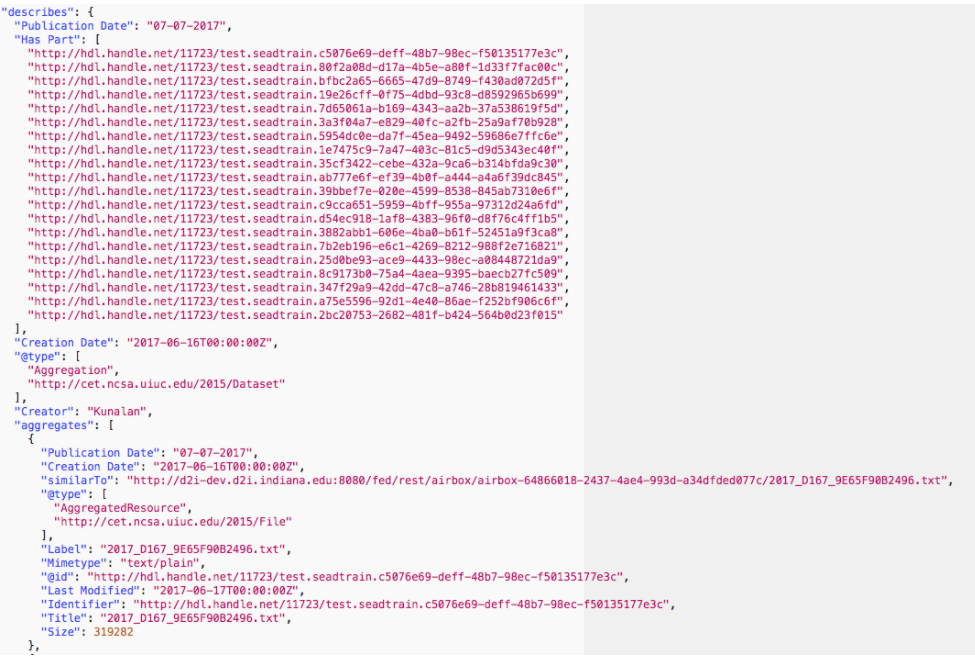 "describes": {
"Publication Date": "07-07-2017",
"Has Part": [
"http://hdl.handle.net/11723/test.seadtrain.c5076e69-deff-48b7-98ec-f50135177e3c",
"http://hdl.handle.net/11723/test.seadtrain.80f2a08d-d17a-4b5e-a80f-1d33f7fac00c",
"http://hdl.handle.net/11723/test.seadtrain.bfbc2a65-6665-47d9-8749-f430ad072d5f",
"http://hdl.handle.net/11723/test.seadtrain.19e26cff-0f75-4dbd-93c8-d8592965b699",
"http://hdl.handle.net/11723/test.seadtrain.7d65061a-b169-4343-aa2b-37a538619f5d",
"http://hdl.handle.net/11723/test.seadtrain.3a3f04a7-e829-40fc-a2fb-25a9af70b928",
"http://hdl.handle.net/11723/test.seadtrain.5954dc0e-da7f-45ea-9492-59686e7ffc6e",
"http://hdl.handle.net/11723/test.seadtrain.1e7475c9-7a47-403c-81c5-d9d5343ec40f",
"http://hdl.handle.net/11723/test.seadtrain.35cf3422-cebe-432a-9ca6-b314bfda9c30",
"http://hdl.handle.net/11723/test.seadtrain.ab777e6f-ef39-4b0f-a444-a4a6f39dc845",
"http://hdl.handle.net/11723/test.seadtrain.39bbef7e-020e-4599-8538-845ab7310e6f",
"http://hdl.handle.net/11723/test.seadtrain.c9cca651-5959-4bff-955a-97312d24a6fd",
"http://hdl.handle.net/11723/test.seadtrain.d54ec918-1af8-4383-96f0-d8f76c4ff1b5",
"http://hdl.handle.net/11723/test.seadtrain.3882abb1-606e-4ba0-b61f-52451a9f3ca8",
"http://hdl.handle.net/11723/test.seadtrain.7b2eb196-e6c1-4269-8212-988f2e716821",
"http://hdl.handle.net/11723/test.seadtrain.25d0be93-ace9-4433-98ec-a08448721da9",
"http://hdl.handle.net/11723/test.seadtrain.8c9173b0-75a4-4aea-9395-baecb27fc509",
"http://hdl.handle.net/11723/test.seadtrain.347f29a9-42dd-47c8-a746-28b819461433",
"http://hdl.handle.net/11723/test.seadtrain.a75e5596-92d1-4e40-86ae-f252bf906c6f",
"http://hdl.handle.net/11723/test.seadtrain.2bc20753-2682-481f-b424-564b0d23f015"
],
"Creation Date": "2017-06-16T00:00:00Z",
"@type": [
"Aggregation",
"http://cet.ncsa.uiuc.edu/2015/Dataset"
],
"Creator": "Kunalan",
"aggregates": [
{
"Publication Date": "07-07-2017",
"Creation Date": "2017-06-16T00:00:00Z",
"similarTo": "http://d2i-dev.d2i.indiana.edu:8080/fed/rest/airbox/airbox-64866018-2437-4ae4-993d-a34dfded077c/2017_D167_9E65F90B2496.txt",
"@type": [
"AggregatedResource",
"http://cet.ncsa.uiuc.edu/2015/File"
],
"Label": "2017_D167_9E65F90B2496.txt",
"Mimetype": "text/plain",
"@id": "http://hdl.handle.net/11723/test.seadtrain.c5076e69-deff-48b7-98ec-f50135177e3c",
"Last Modified": "2017-06-17T00:00:00Z",
"Identifier": "http://hdl.handle.net/11723/test.seadtrain.c5076e69-deff-48b7-98ec-f50135177e3c",
"Title": "2017_D167_9E65F90B2496.txt",
"Size": 319282
},